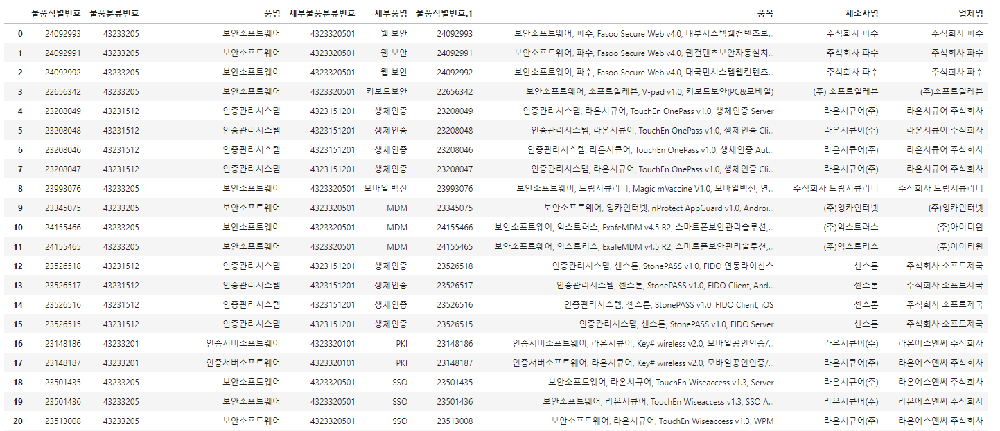 물품식별번호 물품분류번호 품명 세부물품분류번호 세부품명 물품식별번호.1 품목 제조사명 업체명
0 24092993 43233205 보안소프트웨어 4323320501 웹 보안 24092993 보안소프트웨어, 파수, Fasoo Secure Web v4.0, 내부시스템웹컨텐츠보... 주식회사 파수 주식회사 파수
1 24092991 43233205 보안소프트웨어 4323320501 웹 보안 24092991 보안소프트웨어, 파수, Fasoo Secure Web v4.0, 웹컨텐츠보안자동설치... 주식회사 파수 주식회사 파수
2 24092992 43233205 보안소프트웨어 4323320501 웹 보안 24092992 보안소프트웨어, 파수, Fasoo Secure Web v4.0, 대국민시스템웹컨텐츠... 주식회사 파수 주식회사 파수
3 22656342 43233205 보안소프트웨어 4323320501 키보드보안 22656342 보안소프트웨어, 소프트일레븐, V-pad v1.0, 키보드보안(PC&모바일) (주) 소프트일레븐 (주)소프트일레븐
4 23208049 43231512 인증관리시스템 4323151201 생체인증 23208049 인증관리시스템, 라온시큐어, TouchEn OnePass v1.0, 생체인증 Server 라온시큐어(주) 라온시큐어 주식회사
5 23208048 43231512 인증관리시스템 4323151201 생체인증 23208048 인증관리시스템, 라온시큐어, TouchEn OnePass v1.0, 생체인증 Cli... 라온시큐어(주) 라온시큐어 주식회사
6 23208046 43231512 인증관리시스템 4323151201 생체인증 23208046 인증관리시스템, 라온시큐어, TouchEn OnePass v1.0, 생체인증 Aut... 라온시큐어(주) 라온시큐어 주식회사
7 23208047 43231512 인증관리시스템 4323151201 생체인증 23208047 인증관리시스템, 라온시큐어, TouchEn OnePass v1.0, 생체인증 Cli... 라온시큐어(주) 라온시큐어 주식회사
8 23993076 43233205 보안소프트웨어 4323320501 모바일 백신 23993076 보안소프트웨어, 드림시큐리티, Magic mVaccine V1.0, 모바일백신, 연... 주식회사 드림시큐리티 주식회사 드림시큐리티
9 23345075 43233205 보안소프트웨어 4323320501 MDM 23345075 보안소프트웨어, 잉카인터넷, nProtect AppGuard v1.0, Androi... (주)잉카인터넷 (주)잉카인터넷
10 24155466 43233205 보안소프트웨어 4323320501 MDM 24155466 보안소프트웨어, 익스트러스, ExafeMDM v4.5 R2, 스마트폰보안관리솔루션,... (주)익스트러스 (주)아이티윈
11 24155465 43233205 보안소프트웨어 4323320501 MDM 24155465 보안소프트웨어, 익스트러스, ExafeMDM v4.5 R2, 스마트폰보안관리솔루션,... (주)익스트러스 (주)아이티윈
12 23526518 43231512 인증관리시스템 4323151201 생체인증 23526518 인증관리시스템, 센스톤, StonePASS v1.0, FIDO 연동라이선스 센스톤 주식회사 소프트제국
13 23526517 43231512 인증관리시스템 4323151201 생체인증 23526517 인증관리시스템, 센스톤, StonePASS v1.0, FIDO Client, And... 센스톤 주식회사 소프트제국
14 23526516 43231512 인증관리시스템 4323151201 생체인증 23526516 인증관리시스템, 센스톤, StonePASS v1.0, FIDO Client, iOS 센스톤 주식회사 소프트제국
15 23526515 43231512 인증관리시스템 4323151201 생체인증 23526515 인증관리시스템, 센스톤, StonePASS v1.0, FIDO Server 센스톤 주식회사 소프트제국
16 23148186 43233201 인증서버소프트웨어 4323320101 PKI 23148186 인증서버소프트웨어, 라온시큐어, Key# wireless v2.0, 모바일공인인증/... 라온시큐어(주) 라온에스엔씨 주식회사
17 23148187 43233201 인증서버소프트웨어 4323320101 PKI 23148187 인증서버소프트웨어, 라온시큐어, Key# wireless v2.0, 모바일공인인증/... 라온시큐어(주) 라온에스엔씨 주식회사
18 23501435 43233205 보안소프트웨어 4323320501 SSO 23501435 보안소프트웨어, 라온시큐어, TouchEn Wiseaccess v1.3, Server 라온시큐어(주) 라온에스엔씨 주식회사
19 23501436 43233205 보안소프트웨어 4323320501 SSO 23501436 보안소프트웨어, 라온시큐어, TouchEn Wiseaccess v1.3, SSO A... 라온시큐어(주) 라온에스엔씨 주식회사
20 23513008 43233205 보안소프트웨어 4323320501 SSO 23513008 보안소프트웨어, 라온시큐어, TouchEn Wiseaccess v1.3, WPM 라온시큐어(주) 라온에스엔씨 주식회사